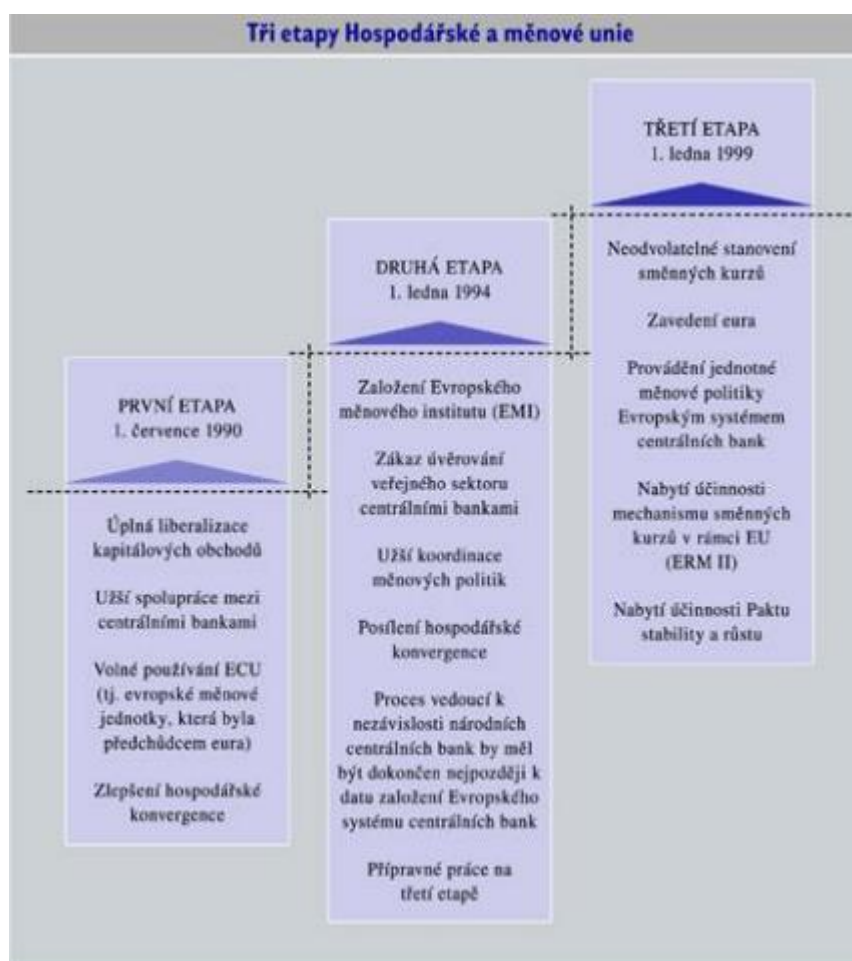 Tři etapy Hospodářské a měnové unie
PRVNÍ ETAPA
1. července 1990
Úplná liberalizace
kapitálových obchodů
Užší spolupráce mezi
centrálními bankami
Volné používání ECU
(tj. evropské měnové
jednotky, která byla
předchůdcem eura)
Zlepšení hospodářské
konvergence
DRUHÁ ETAPA
1. ledna 1994
Založení Evropského
měnového institutu (EMI)
Zákaz úvěrování
veřejného sektoru
centrálními bankami
Užší koordinace
měnových politik
Posílení hospodářské
konvergence
Proces vedoucí k
nezávislosti národních
centrálních bank by měl
být dokončen nejpozději k
datu založení Evropského
systému centrálních bank
Přípravné práce na
třetí etapě
TŘETÍ ETAPA
1. ledna 1999
Neodvolatelné stanovení
směnných kurzů
Zavedení eura
Provádění jednotné
měnové politiky
Evropským systémem
centrálních bank
Nabytí účinnosti
mechanismu směnných
kurzů v rámci EU
(ERM II)
Nabytí účinnosti Paktu
stability a růstu